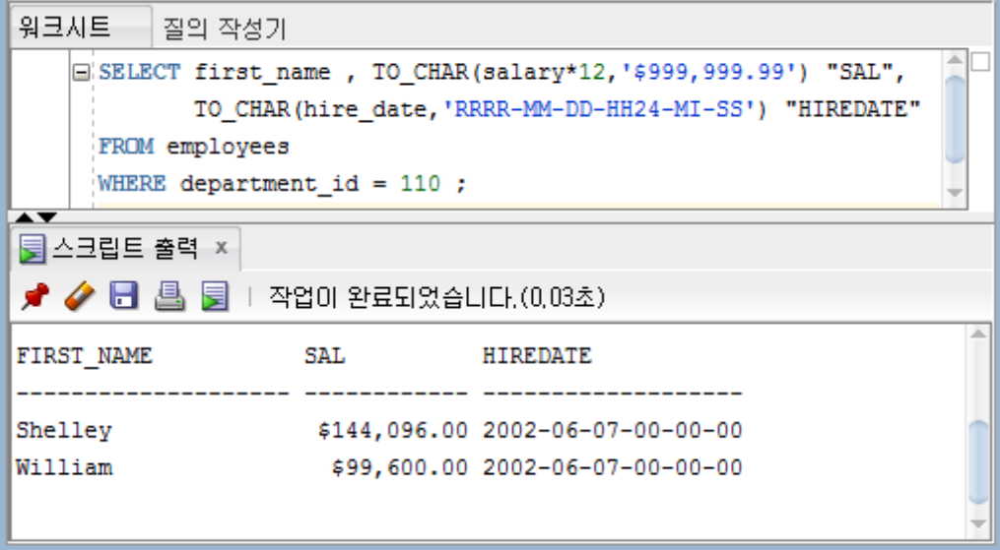 워크시트 질의 작성기
SELECT first_name , TO_CHAR(salary*12,'$999,999.99') "SAL",
TO_CHAR(hire_date,'RRRR-MM-DD-HH24-MI-SS') "HIREDATE"
FROM employees
WHERE department_id = 110 ;
스크립트 출력 x
작업이 완료되었습니다.(0.03초)
FIRST_NAME SAL HIREDATE
-------------------- ------------ -------------------
Shelley $144,096.00 2002-06-07-00-00-00
William $99,600.00 2002-06-07-00-00-00